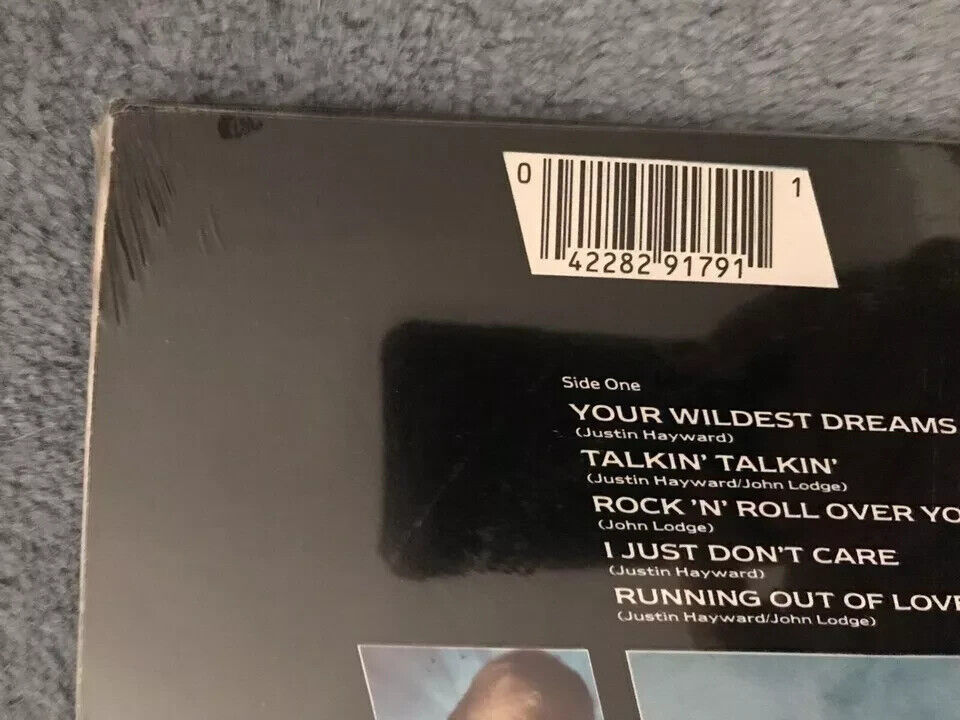 0 42282 91791 1
Side One
YOUR WILDEST DREAMS
(Justin Hayward)
TALKIN' TALKIN'
(Justin Hayward/John Lodge)
ROCK 'N' ROLL OVER YO
(John Lodge)
I JUST DON'T CARE
(Justin Hayward)
RUNNING OUT OF LOVE
(Justin Hayward/John Lodge)